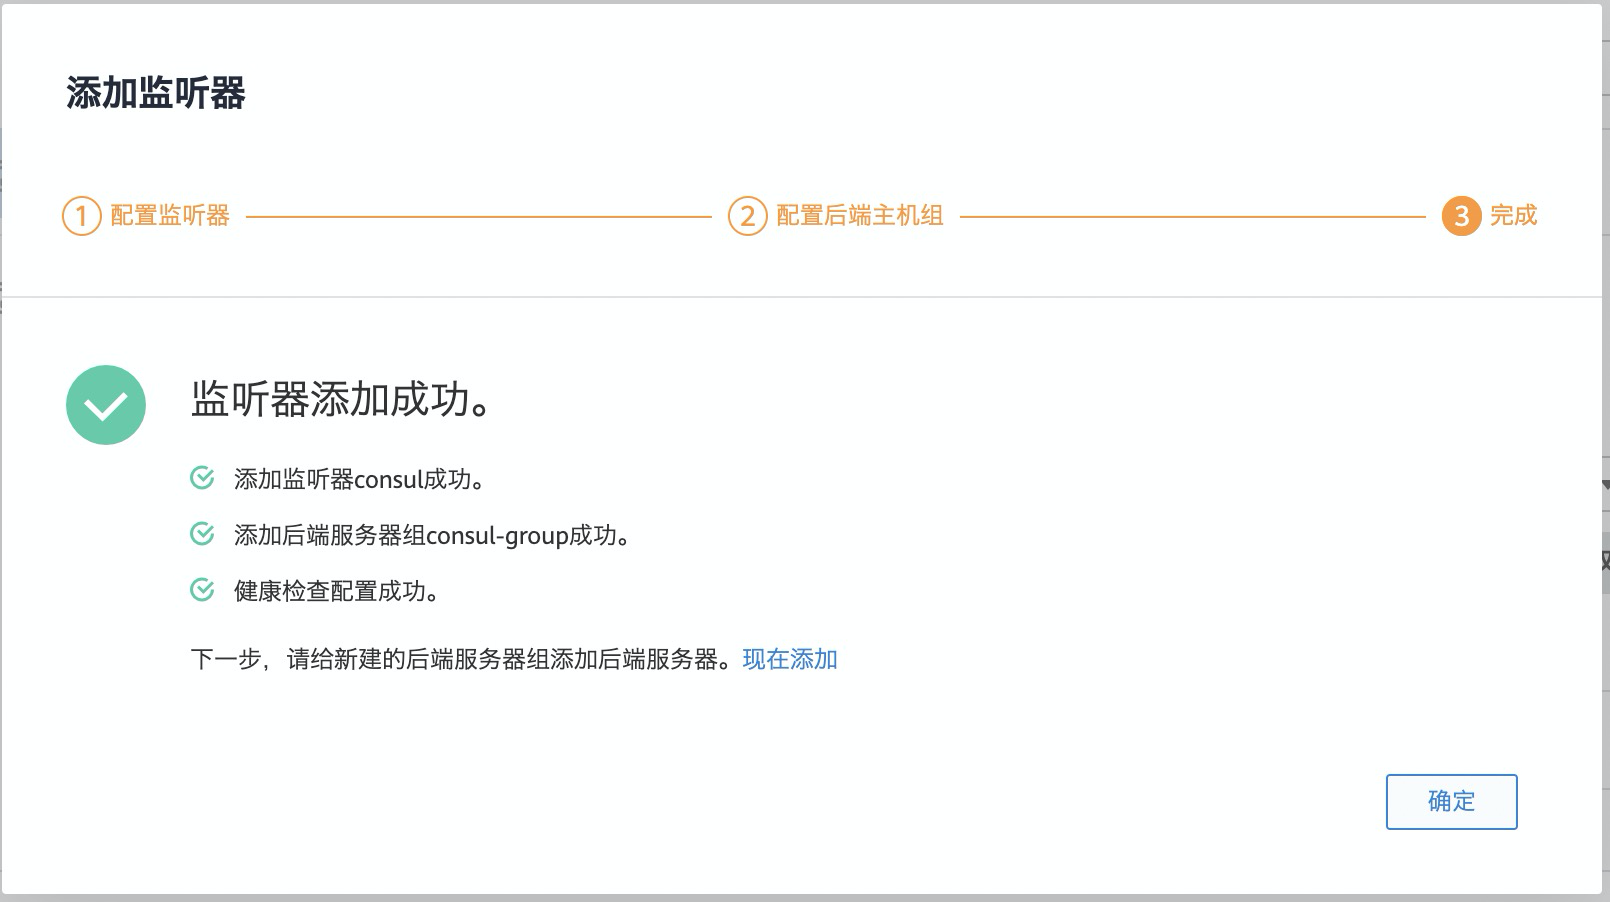 添加监听器
1 配置监听器 2 配置后端主机组 3 完成
监听器添加成功。
添加监听器consul成功。
添加后端服务器组consul-group成功。
健康检查配置成功。
下一步，请给新建的后端服务器组添加后端服务器。现在添加
确定